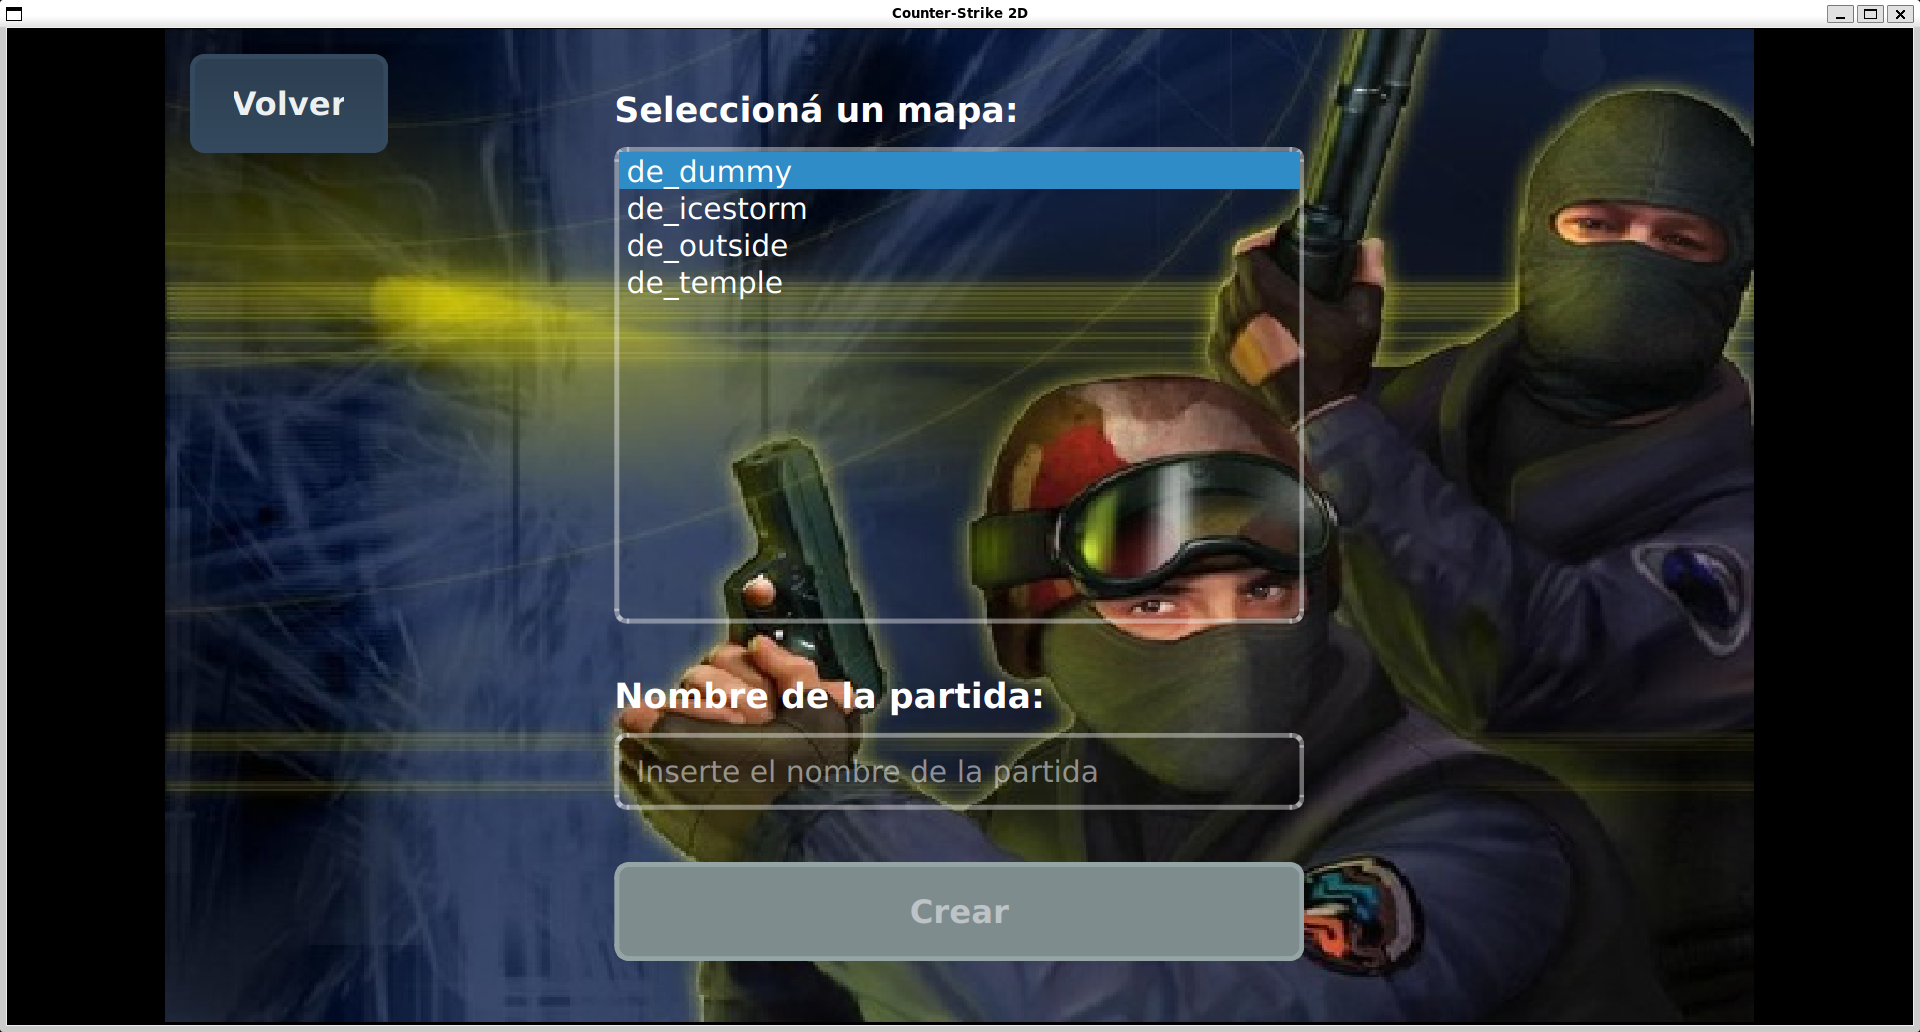 Counter-Strike 2D
Volver
Seleccioná un mapa:
de_dummy
de_icestorm
de_outside
de_temple
Nombre de la partida:
Inserte el nombre de la partida
Crear